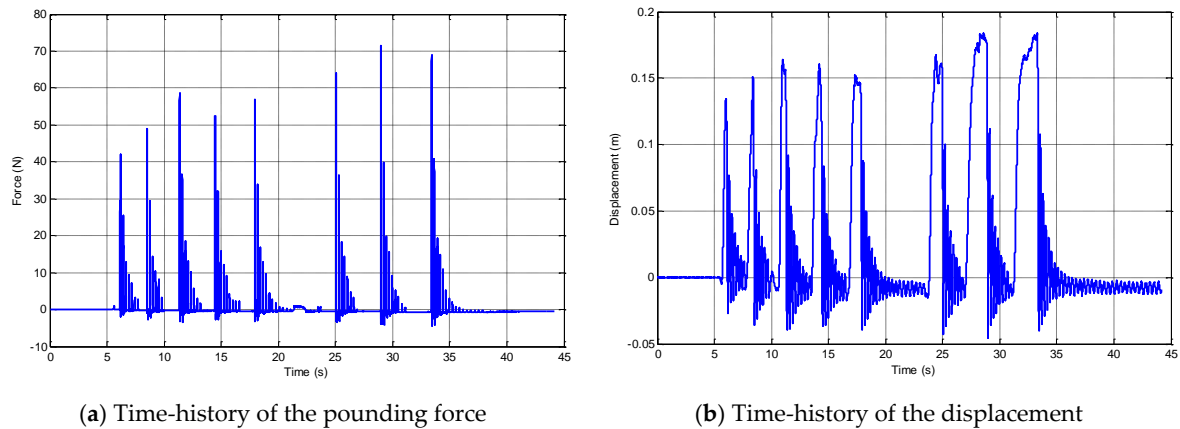 80
70
60
50
40
30
20
10
0
-10
Force (N)
0 5 10 15 20 25 30 35 40 45
Time (s)
(a) Time-history of the pounding force
0.2
0.15
0.1
0.05
0
-0.05
Displacement (m)
0 5 10 15 20 25 30 35 40 45
Time (s)
(b) Time-history of the displacement